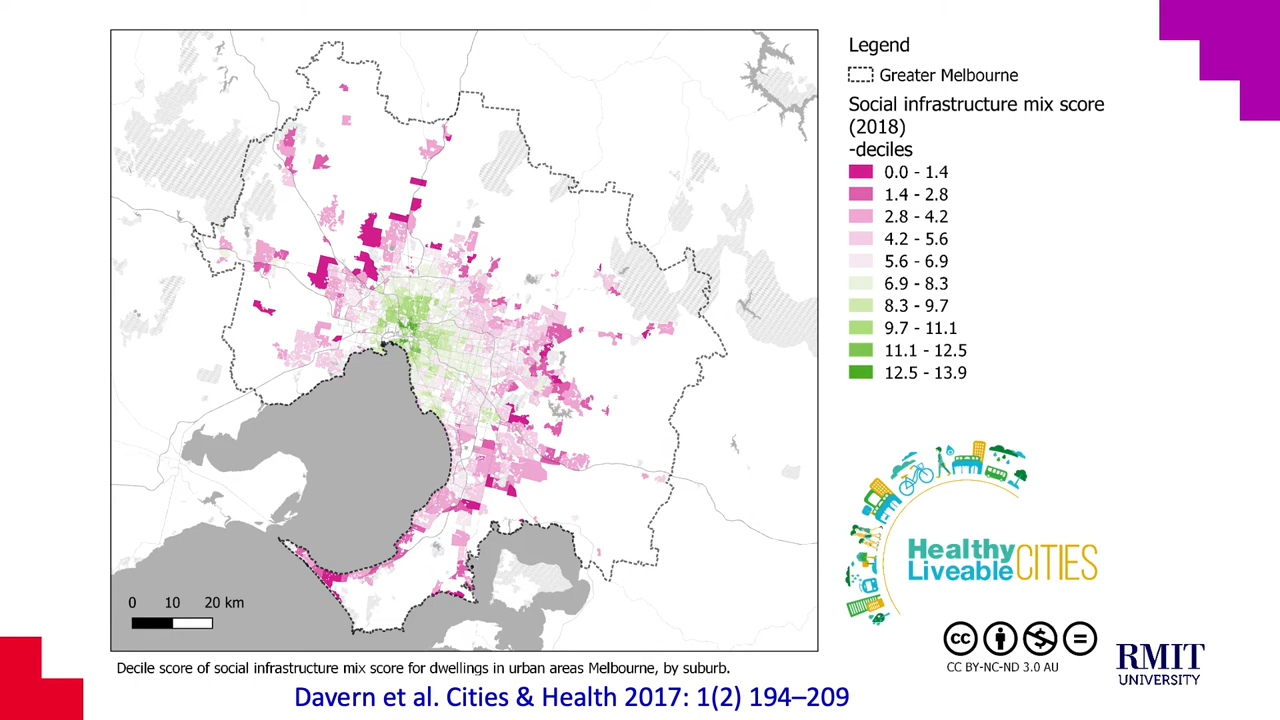 Legend
Greater Melbourne
Social infrastructure mix score
(2018)
-deciles
0.0 - 1.4
1.4 - 2.8
2.8 - 4.2
4.2 - 5.6
5.6 - 6.9
6.9 - 8.3
8.3 - 9.7
9.7 - 11.1
11.1 - 12.5
12.5 - 13.9
0 10 20 km
Healthy
Liveable CITIES
cc
CC BY-NC-ND 3.0 AU
RMIT
UNIVERSITY
Decile score of social infrastructure mix score for dwellings in urban areas Melbourne, by suburb.
Davern et al. Cities & Health 2017: 1(2) 194–209